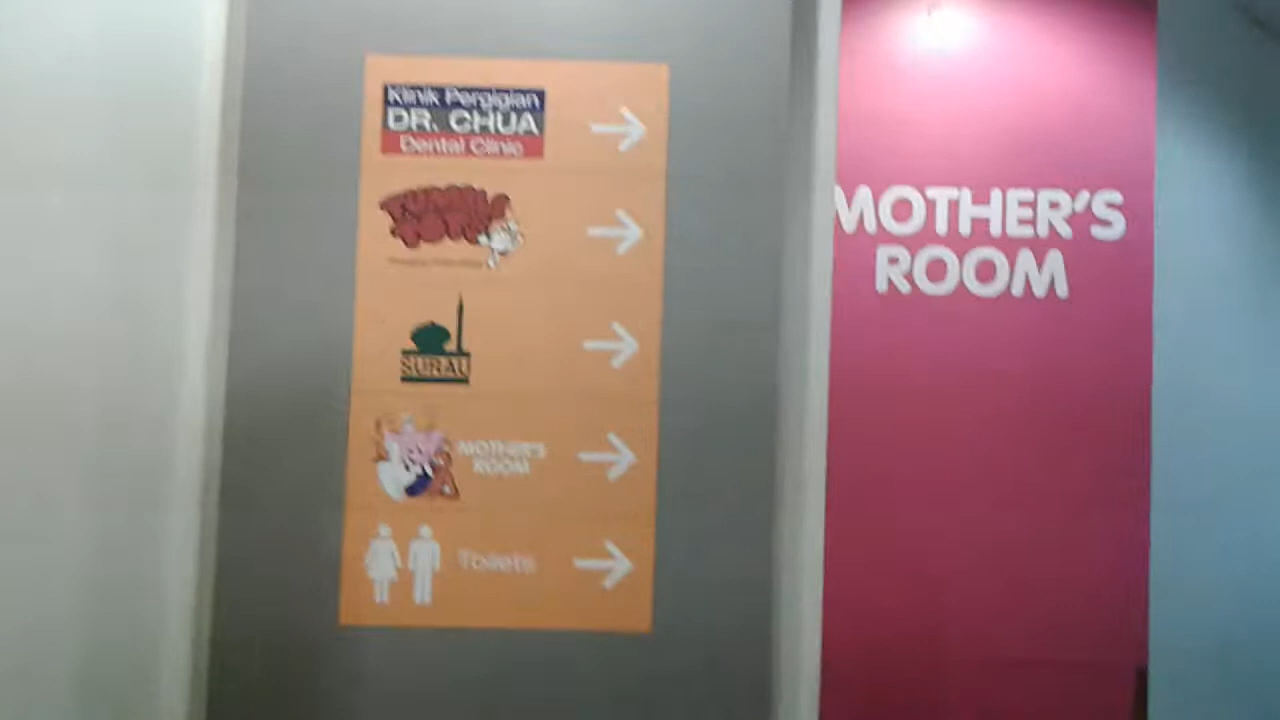 Klinik Pergigian
DR. CHUA
Dental Clinic
SURAU
MOTHER'S
ROOM
Toilets
MOTHER'S
ROOM